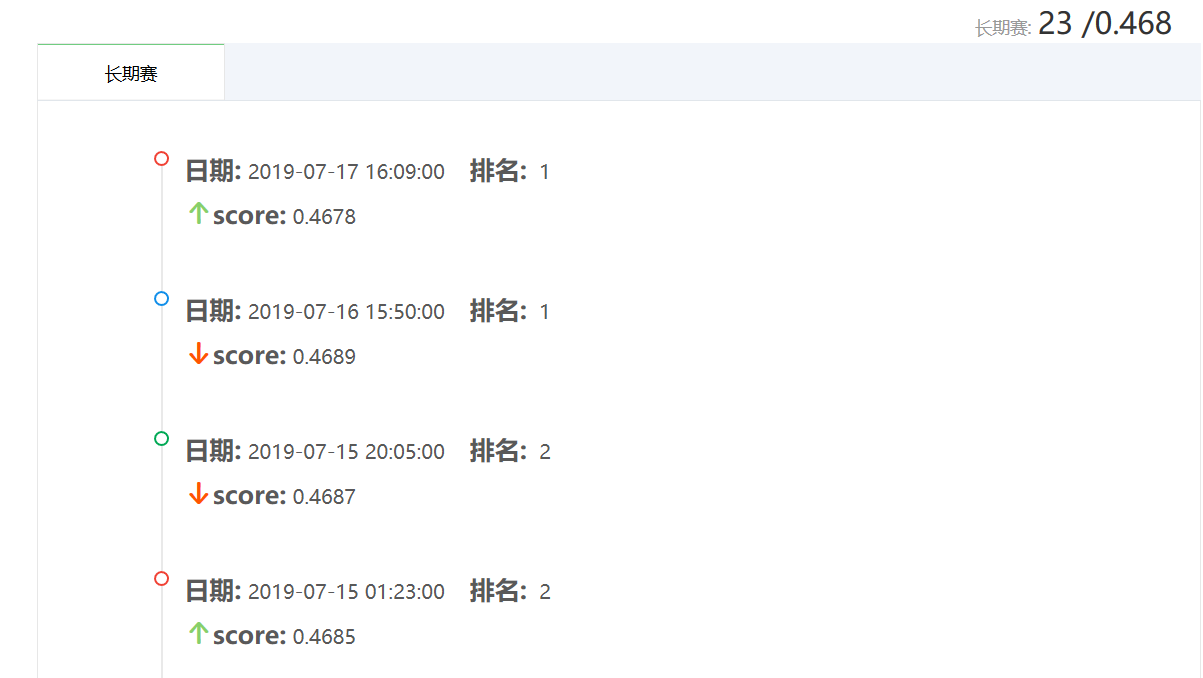 长期赛: 23 /0.468
长期赛
日期: 2019-07-17 16:09:00 排名: 1
score: 0.4678
日期: 2019-07-16 15:50:00 排名: 1
score: 0.4689
日期: 2019-07-15 20:05:00 排名: 2
score: 0.4687
日期: 2019-07-15 01:23:00 排名: 2
score: 0.4685